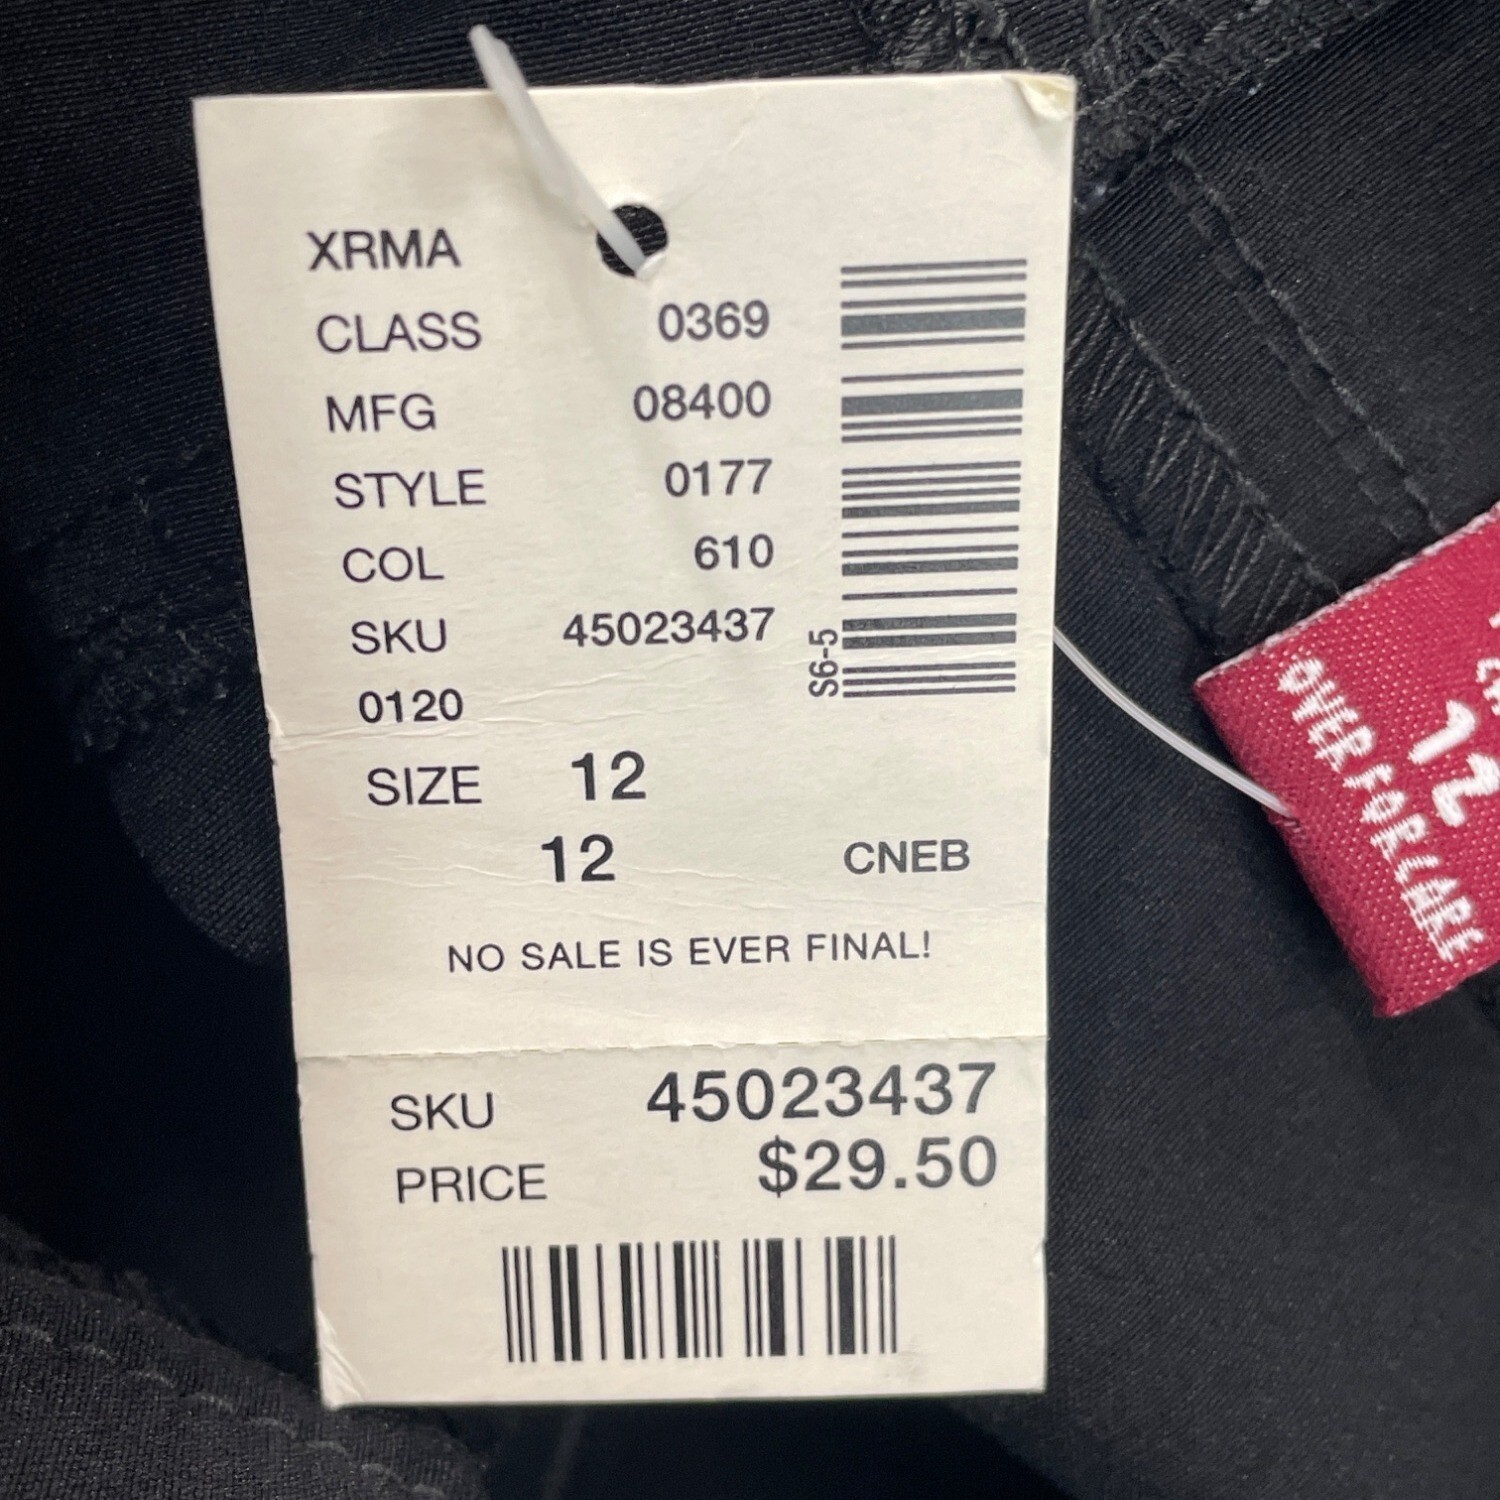 XRMA
CLASS 0369
MFG 08400
STYLE 0177
COL 610
SKU 45023437
0120
S6-5
SIZE 12
12 CNEB
NO SALE IS EVER FINAL!
SKU 45023437
PRICE $29.50
12
OVER FOR CARE